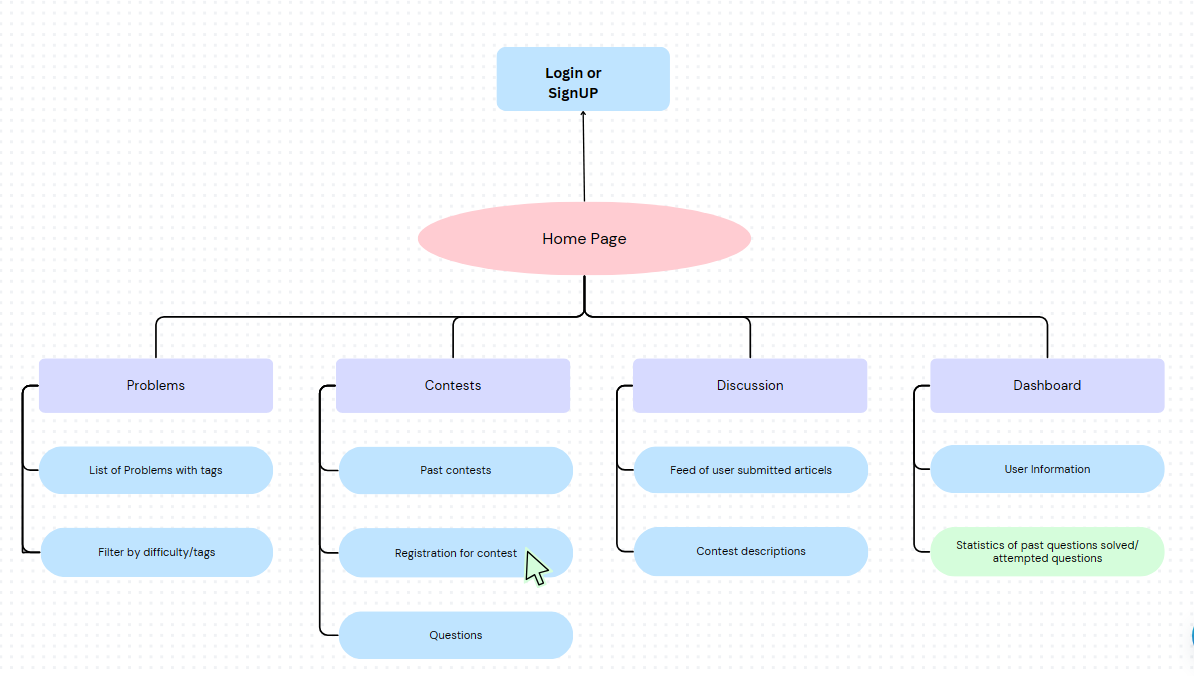 Login or
SignUP
Home Page
Problems
Contests
Discussion
Dashboard
List of Problems with tags
Past contests
Feed of user submitted articels
User Information
Filter by difficulty/tags
Registration for contest
Contest descriptions
Statistics of past questions solved/
attempted questions
Questions